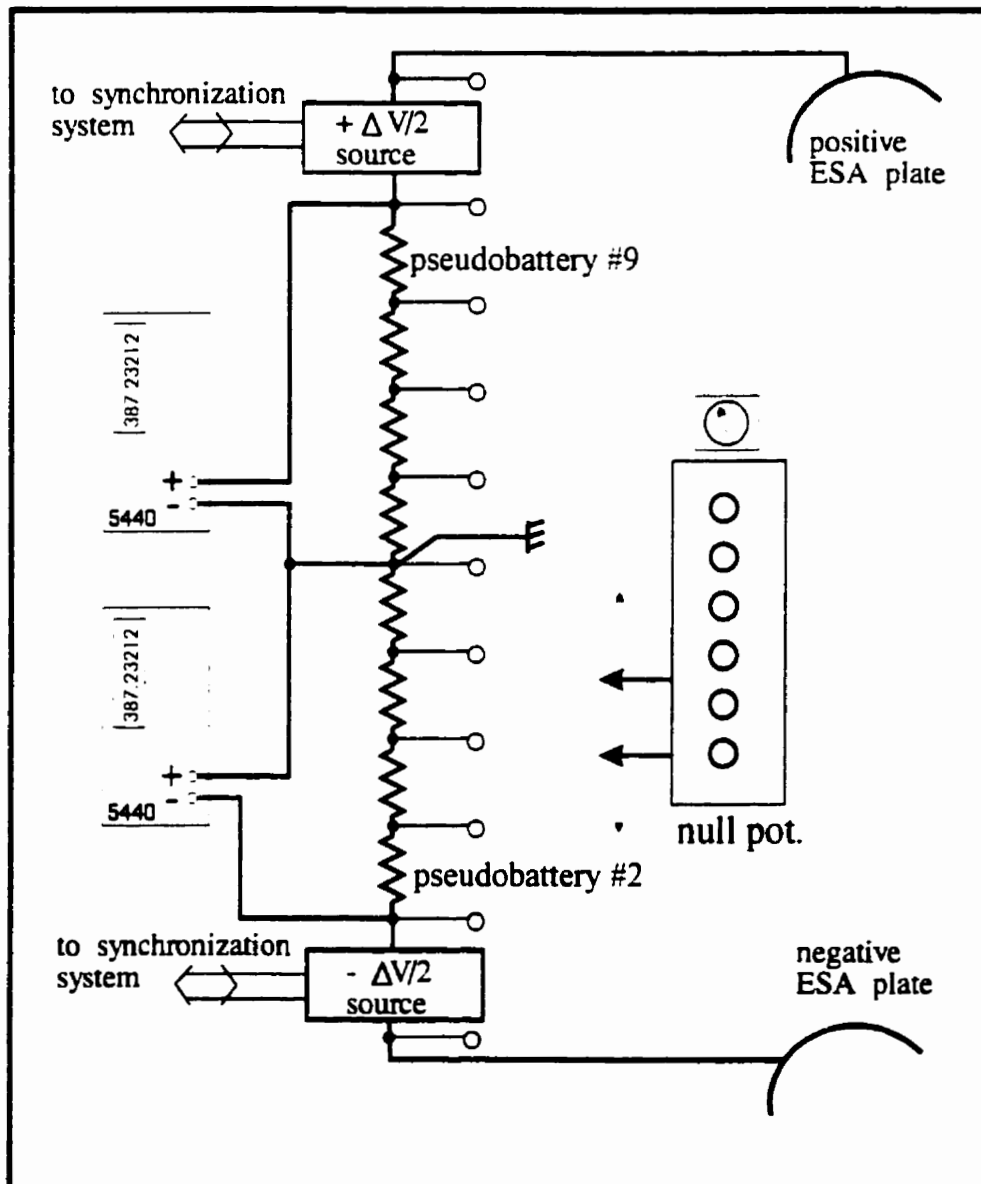 to synchronization
system
+ Δ V/2
source
positive
ESA plate
pseudobattery #9
387 23212
+
-
5440
387.23212
+
-
5440
null pot.
pseudobattery #2
to synchronization
system
- ΔV/2
source
negative
ESA plate